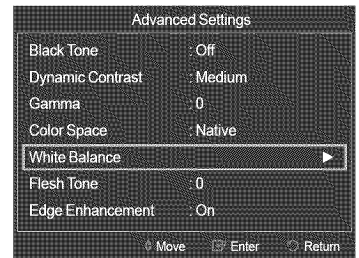 Advanced Settings
Black Tone : Off
Dynamic Contrast : Medium
Gamma : 0
Color Space : Native
White Balance
Flesh Tone : 0
Edge Enhancement : On
Move Enter Return